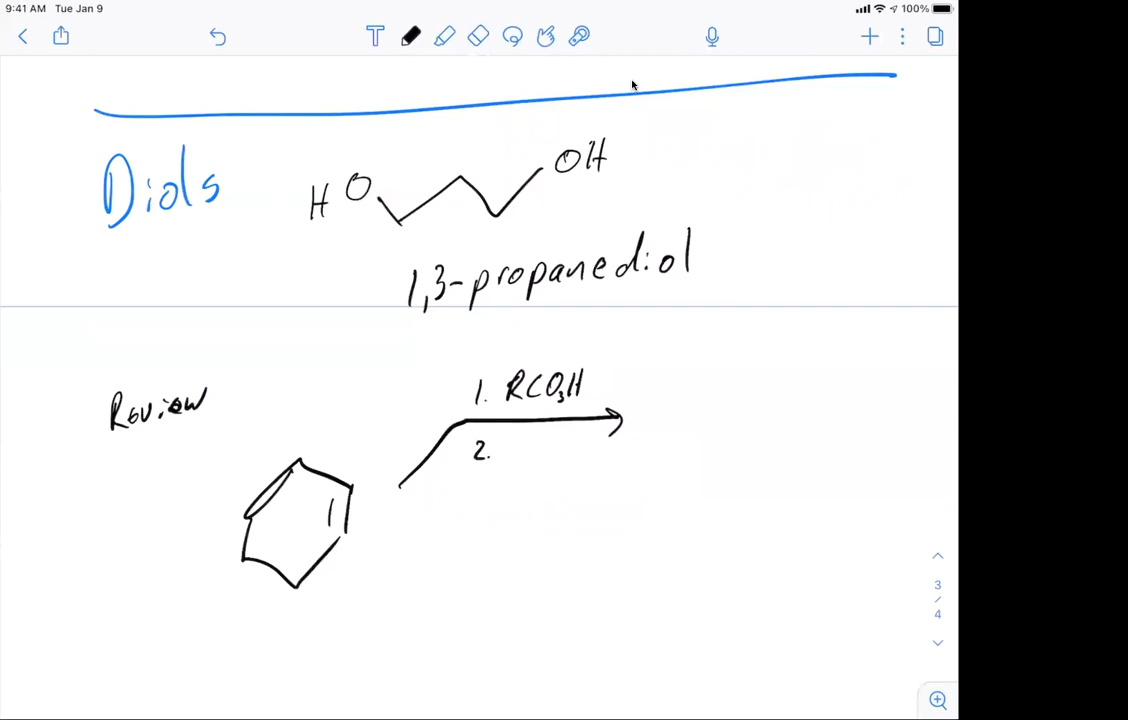 9:41 AM Tue Jan 9
100%
T
Diols
HO OH
1,3-propanediol
Review
1. RCO₃H
2.
3
/
4